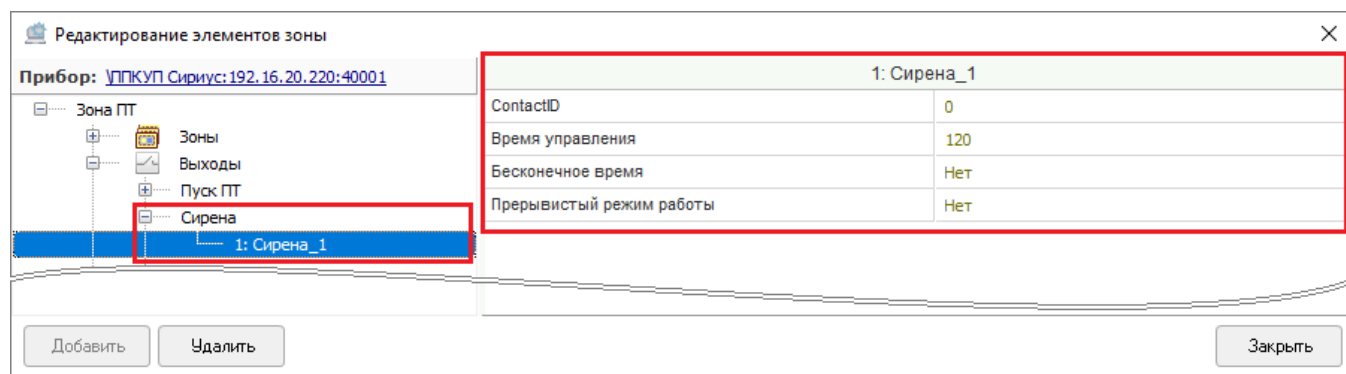 Редактирование элементов зоны
Прибор: \ППКУП Сириус:192.16.20.220:40001
Зона ПТ
Зоны
Выходы
Пуск ПТ
Сирена
1: Сирена_1
1: Сирена_1
ContactID 0
Время управления 120
Бесконечное время Нет
Прерывистый режим работы Нет
Добавить Удалить Закрыть